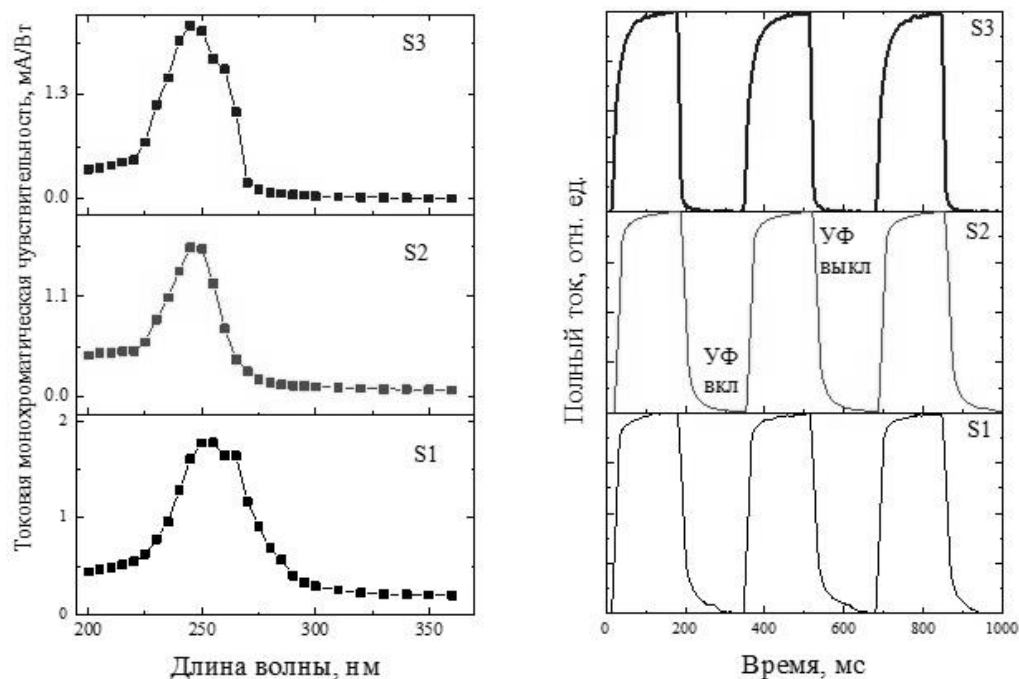 Токовая монохроматическая чувствительность, мА/Вт
S3
1.3
0.0
S2
1.1
0.0
S1
2
1
0
200
250
300
350
Длина волны, нм
Полный ток, отн. ед.
S3
S2
УФ
выкл
УФ
вкл
S1
0
200
400
600
800
1000
Время, мс